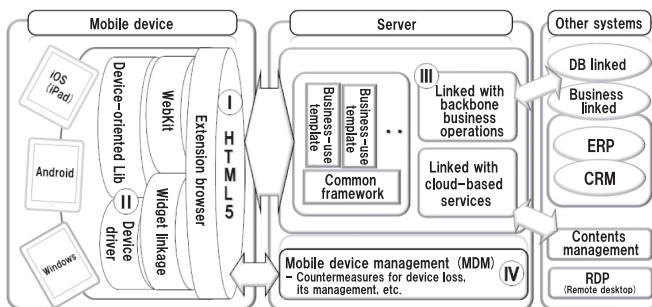 Mobile device
iOS
(iPad)
Android
Windows
Device-oriented Lib
WebKit
II
Device
driver
Widget linkage
Extension browser
I
HTML5
Server
Business-use
template
Business-use
template
• •
Common
framework
III
Linked with
backbone
business
operations
Linked with
cloud-based
services
Mobile device management (MDM)
– Countermeasures for device loss,
its management, etc.
IV
Other systems
DB linked
Business
linked
ERP
CRM
Contents
management
RDP
(Remote desktop)